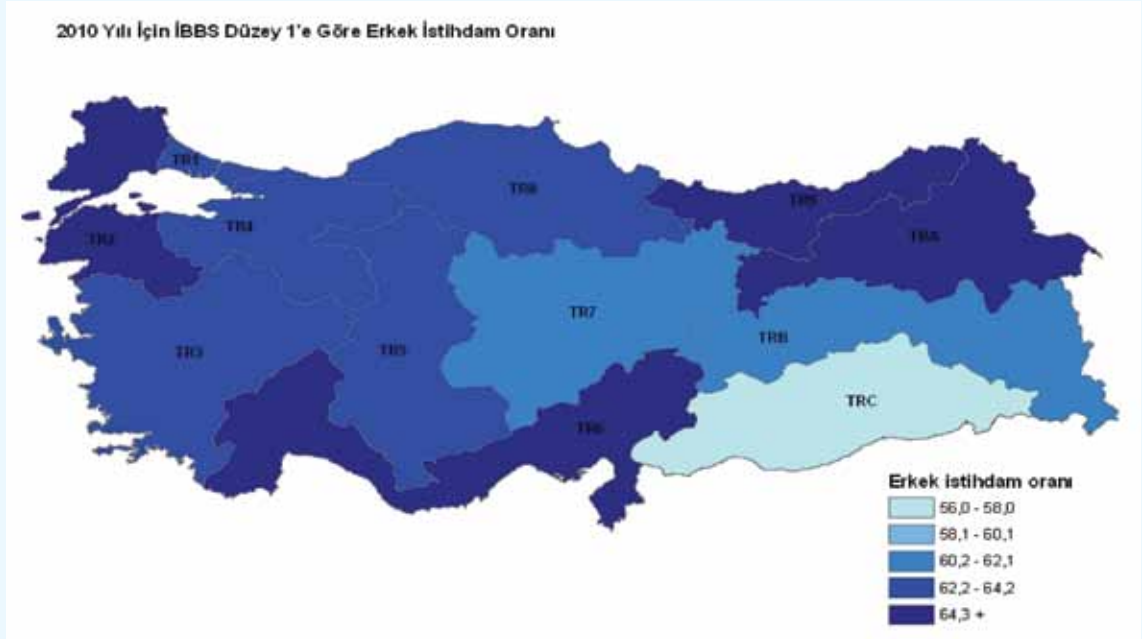 2010 Yılı İçin İBBS Düzey 1'e Göre Erkek İstihdam Oranı
TR1
TR8
TR9
TR2
TR4
TRA
TR7
TR3
TR5
TRB
TRC
TR6
Erkek istihdam oranı
56,0 - 58,0
58,1 - 60,1
60,2 - 62,1
62,2 - 64,2
64,3 +